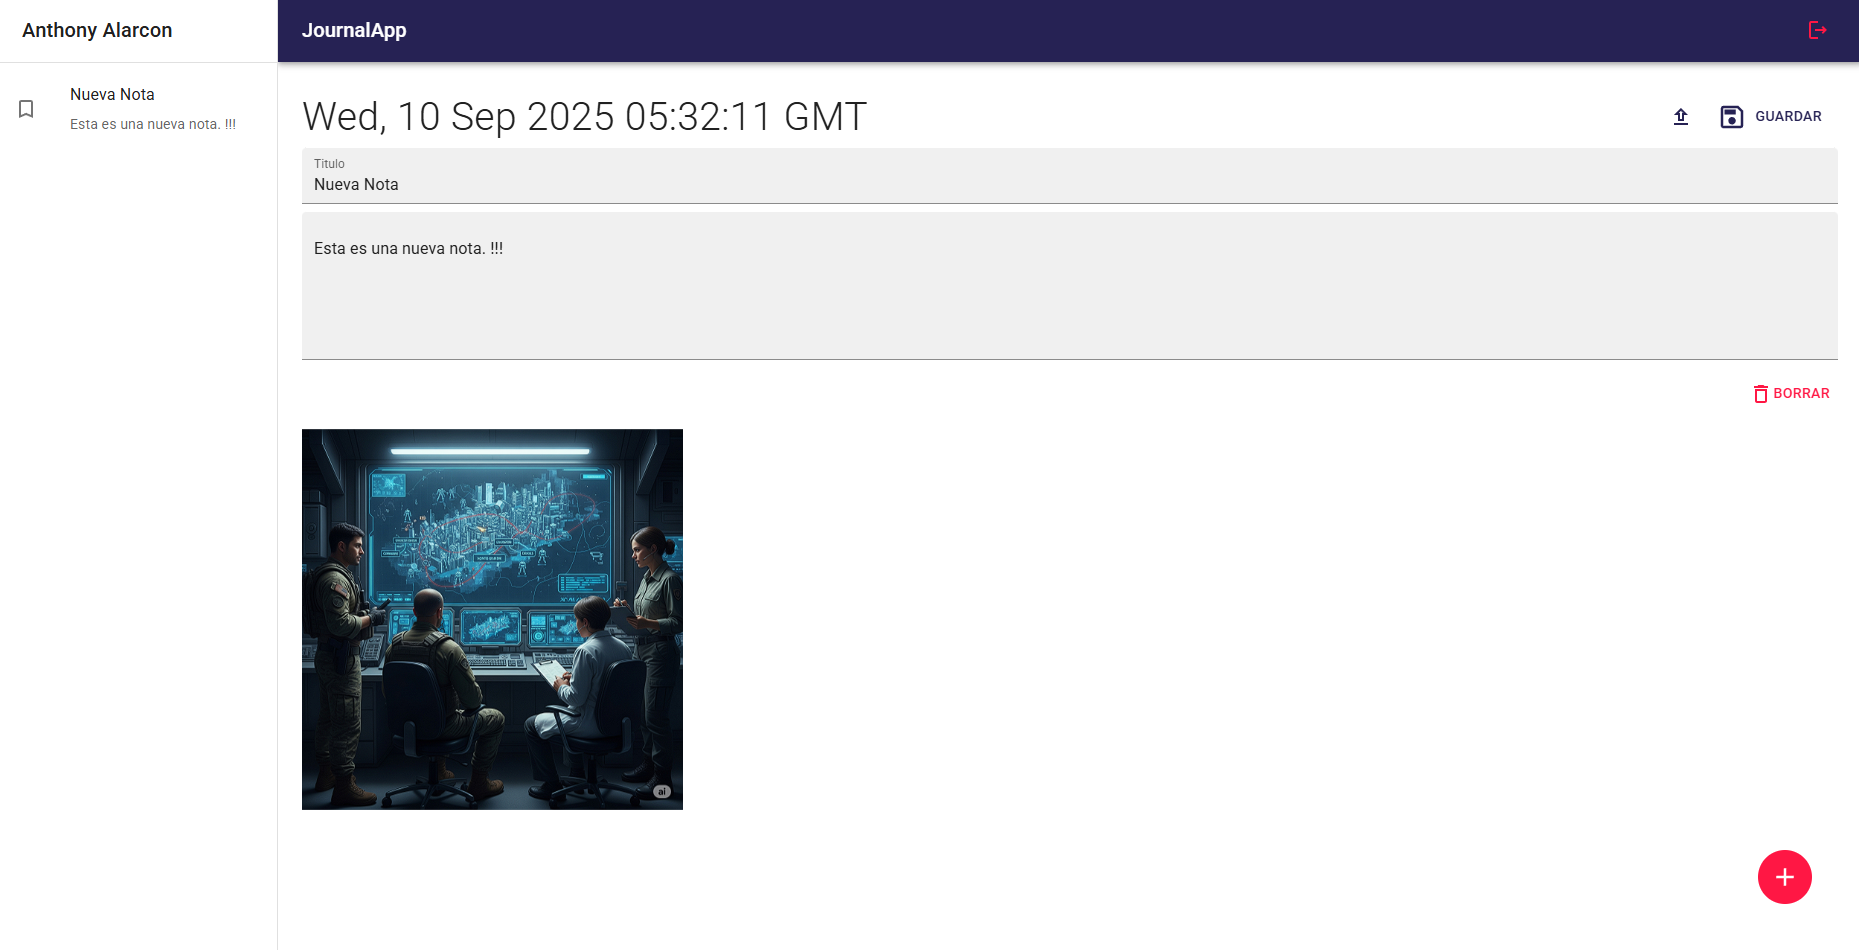 Anthony Alarcon
JournalApp
Nueva Nota
Esta es una nueva nota. !!!
Wed, 10 Sep 2025 05:32:11 GMT
GUARDAR
Titulo
Nueva Nota
Esta es una nueva nota. !!!
BORRAR
ai